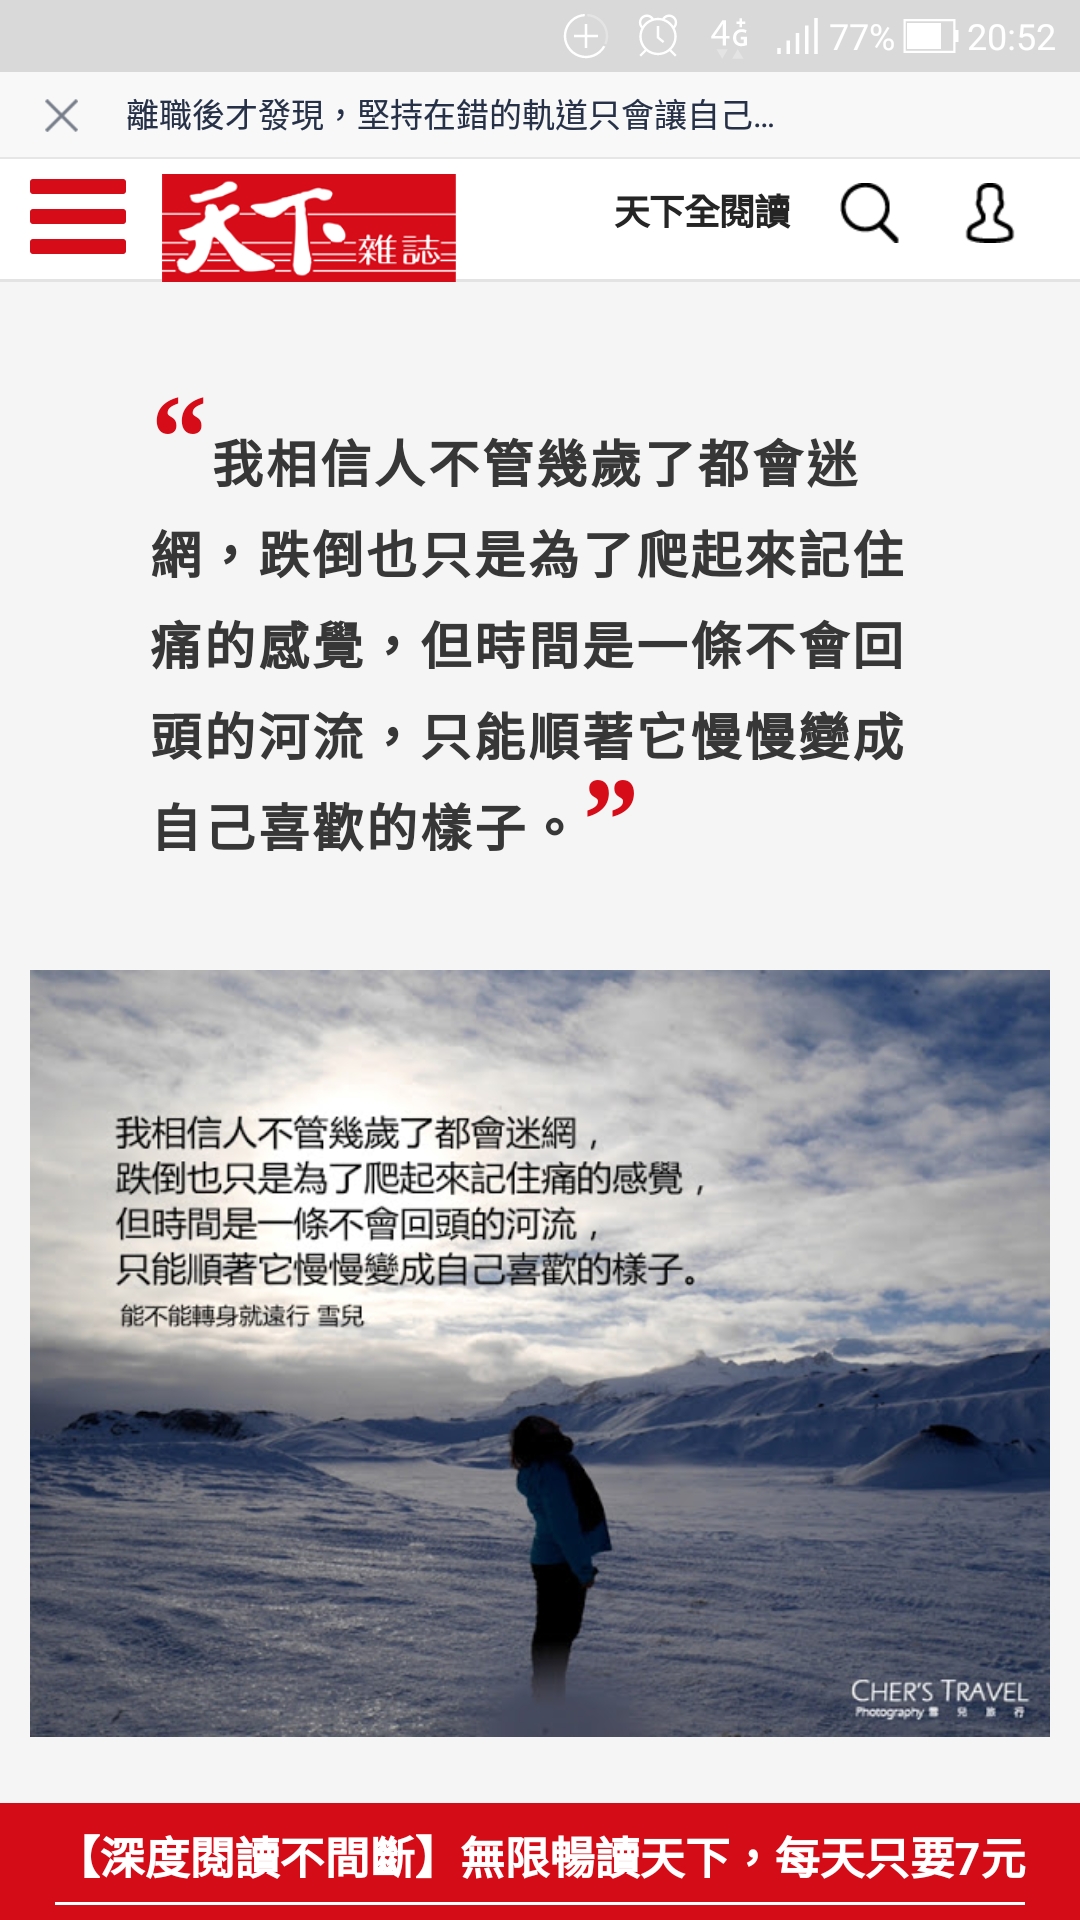 4G+ 77% 20:52
離職後才發現，堅持在錯的軌道只會讓自己...
天下雜誌 天下全閱讀
“我相信人不管幾歲了都會迷
網，跌倒也只是為了爬起來記住
痛的感覺，但時間是一條不會回
頭的河流，只能順著它慢慢變成
自己喜歡的樣子。”
我相信人不管幾歲了都會迷網，
跌倒也只是為了爬起來記住痛的感覺，
但時間是一條不會回頭的河流，
只能順著它慢慢變成自己喜歡的樣子。
能不能轉身就遠行 雪兒
CHER'S TRAVEL
Photography 雪兒旅行
【深度閱讀不間斷】無限暢讀天下，每天只要7元